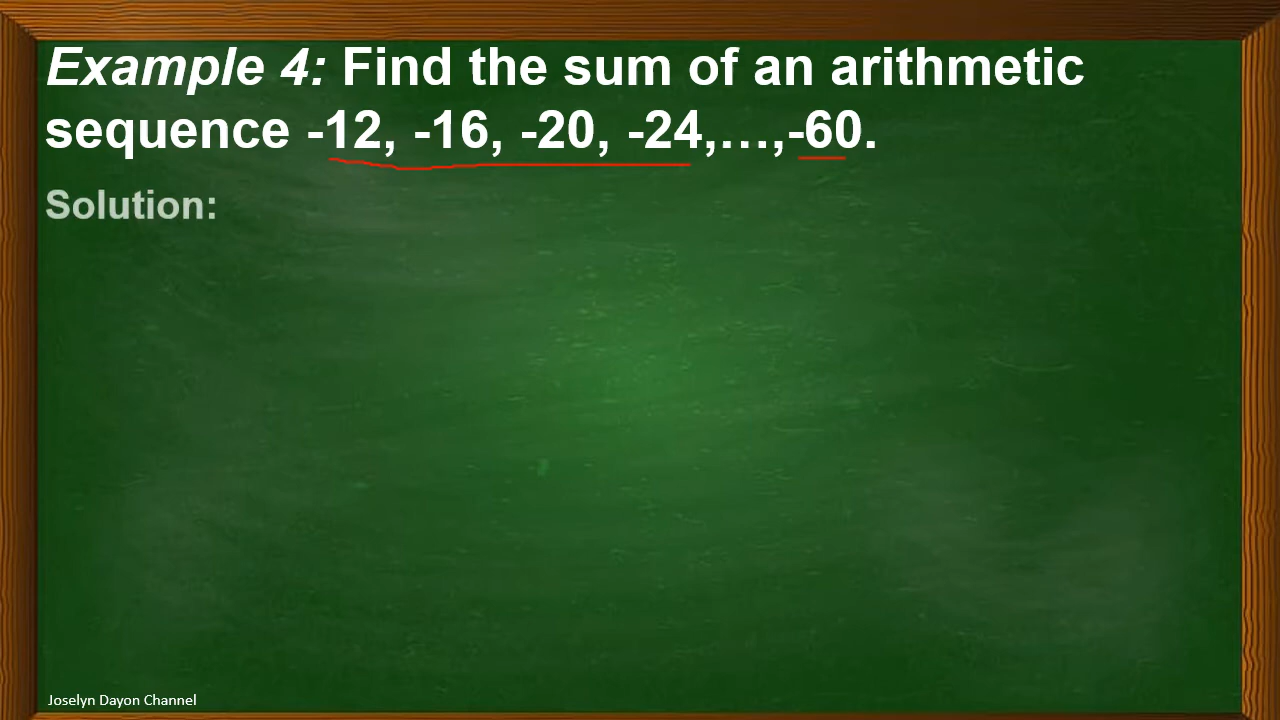 Example 4: Find the sum of an arithmetic
sequence -12, -16, -20, -24,…,-60.
Solution:
Joselyn Dayon Channel